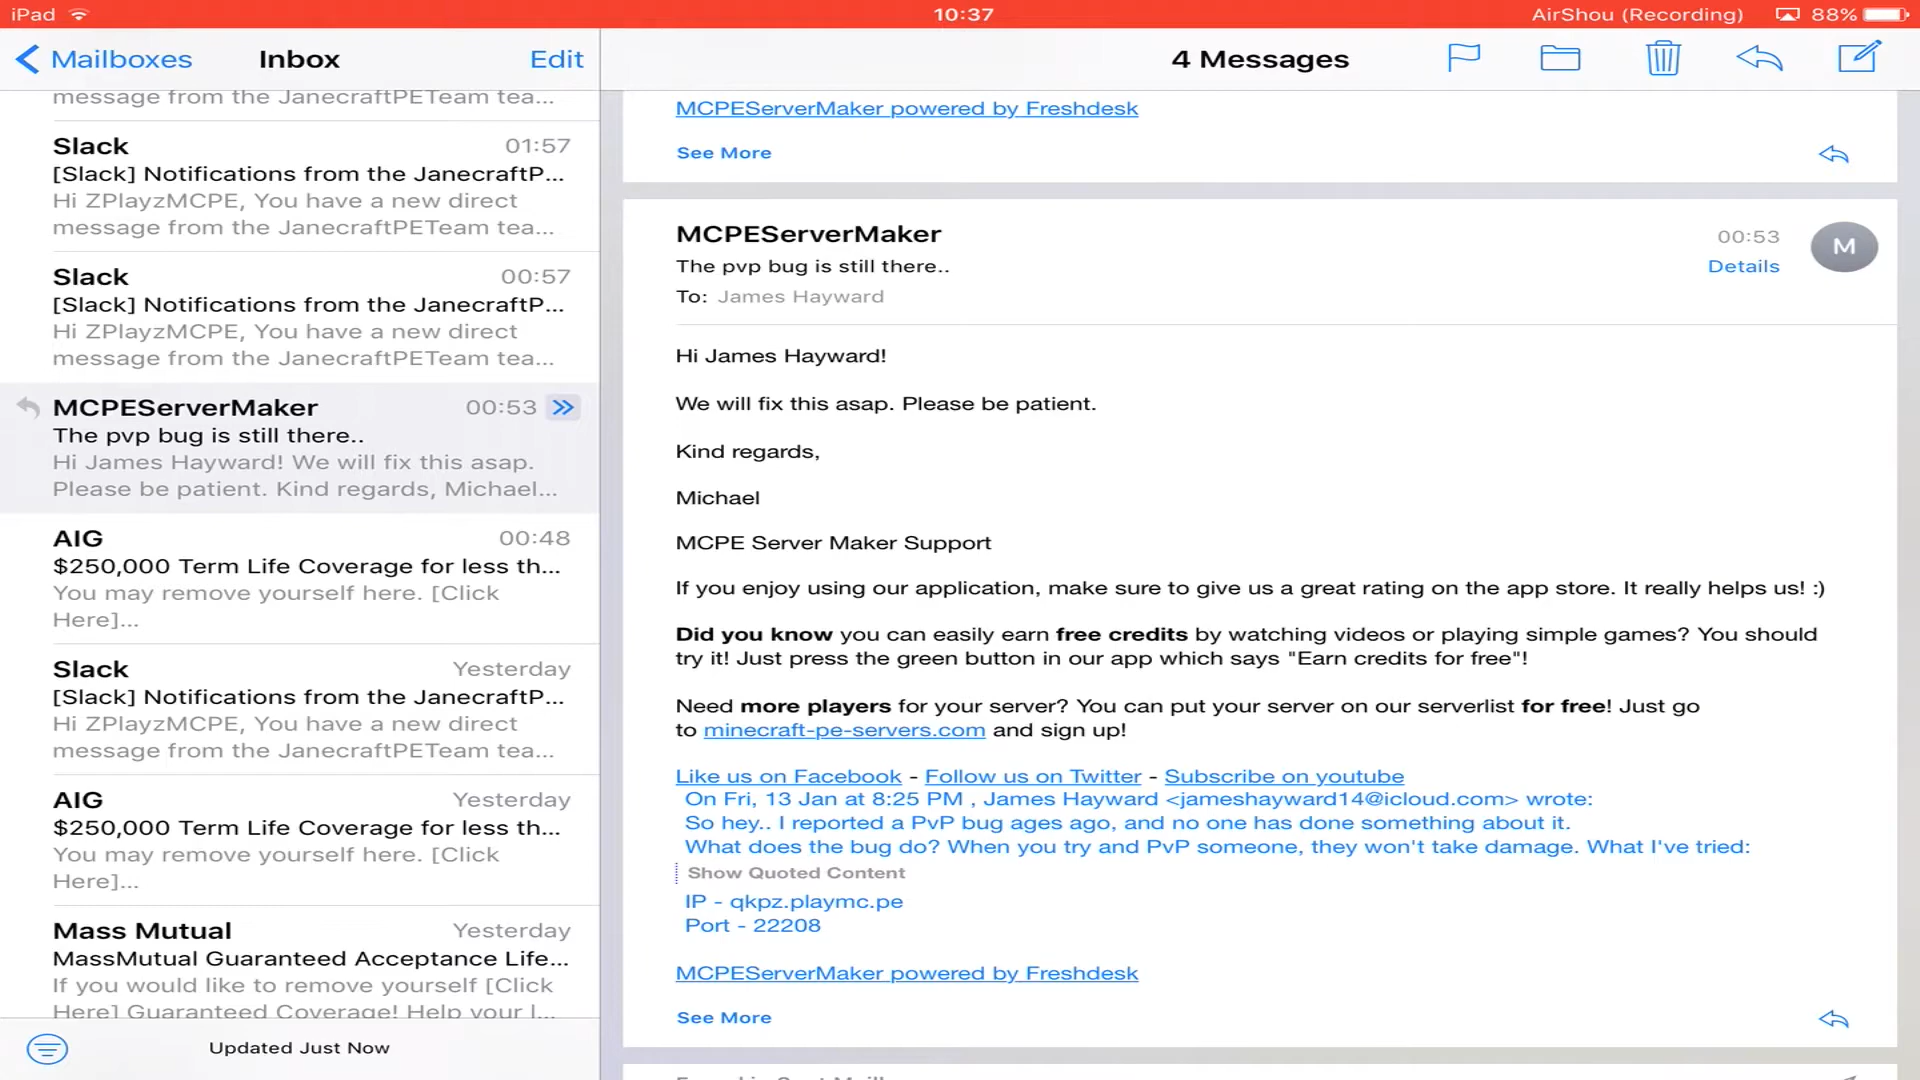 iPad
10:37
AirShou (Recording)
88%
Mailboxes
Inbox
Edit
4 Messages
message from the JanecraftPETeam tea...
Slack
01:57
[Slack] Notifications from the JanecraftP...
Hi ZPlayzMCPE, You have a new direct
message from the JanecraftPETeam tea...
Slack
00:57
[Slack] Notifications from the JanecraftP...
Hi ZPlayzMCPE, You have a new direct
message from the JanecraftPETeam tea...
MCPEServerMaker
00:53
The pvp bug is still there..
Hi James Hayward! We will fix this asap.
Please be patient. Kind regards, Michael...
AIG
00:48
$250,000 Term Life Coverage for less th...
You may remove yourself here. [Click
Here]...
Slack
Yesterday
[Slack] Notifications from the JanecraftP...
Hi ZPlayzMCPE, You have a new direct
message from the JanecraftPETeam tea...
AIG
Yesterday
$250,000 Term Life Coverage for less th...
You may remove yourself here. [Click
Here]...
Mass Mutual
Yesterday
MassMutual Guaranteed Acceptance Life...
If you would like to remove yourself [Click
Here] Guaranteed Coverage! Help your l...
Updated Just Now
MCPEServerMaker powered by Freshdesk
See More
MCPEServerMaker
00:53
M
The pvp bug is still there..
Details
To: James Hayward
Hi James Hayward!
We will fix this asap. Please be patient.
Kind regards,
Michael
MCPE Server Maker Support
If you enjoy using our application, make sure to give us a great rating on the app store. It really helps us! :)
Did you know you can easily earn free credits by watching videos or playing simple games? You should
try it! Just press the green button in our app which says "Earn credits for free"!
Need more players for your server? You can put your server on our serverlist for free! Just go
to minecraft-pe-servers.com and sign up!
Like us on Facebook - Follow us on Twitter - Subscribe on youtube
On Fri, 13 Jan at 8:25 PM , James Hayward <jameshayward14@icloud.com> wrote:
So hey.. I reported a PvP bug ages ago, and no one has done something about it.
What does the bug do? When you try and PvP someone, they won't take damage. What I've tried:
Show Quoted Content
IP - qkpz.playmc.pe
Port - 22208
MCPEServerMaker powered by Freshdesk
See More